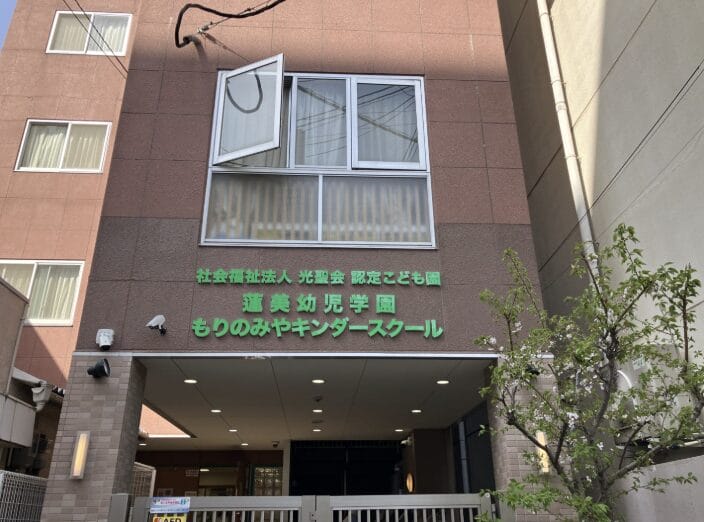 社会福祉法人 光聖会 認定こども園
蓮美幼児学園
もりのみやキンダースクール
AED